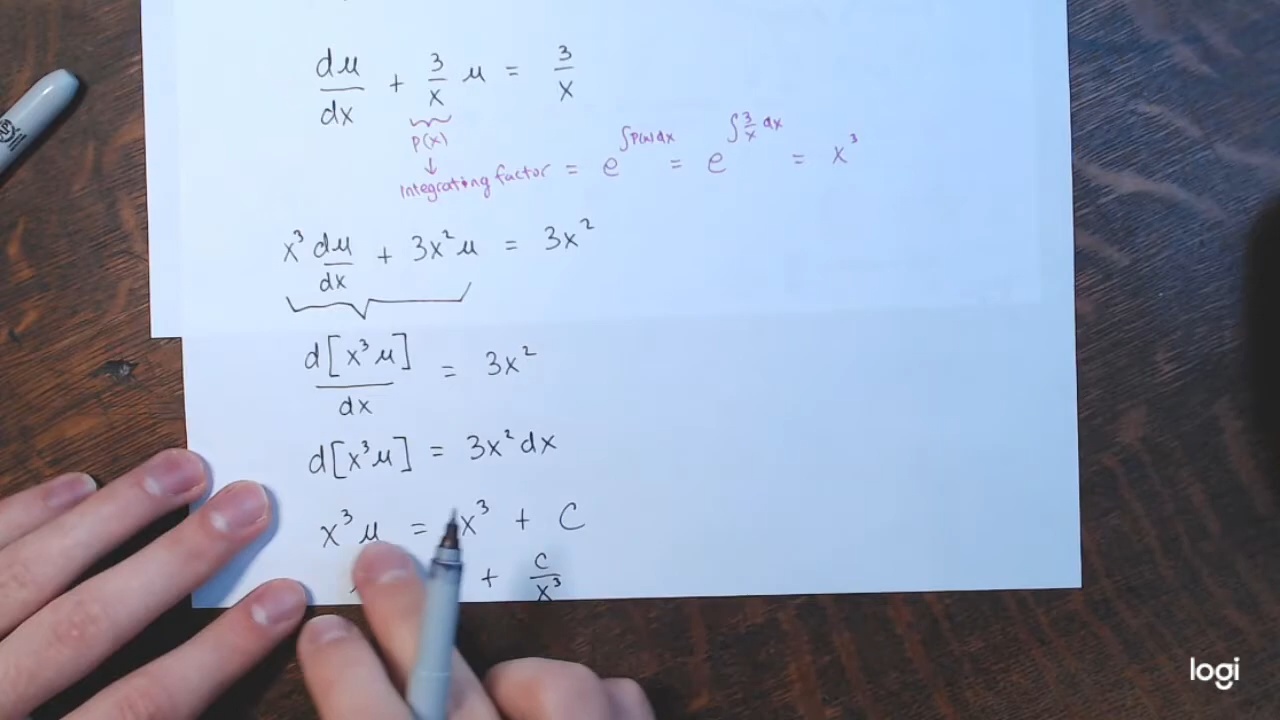 du/dx + 3/x u = 3/x
P(x)
↓
Integrating factor = e^∫P(x)dx = e^∫3/x dx = x³
x³ du/dx + 3x²u = 3x²
d[x³u]/dx = 3x²
d[x³u] = 3x²dx
x³u = x³ + C
+ C/x³
logi